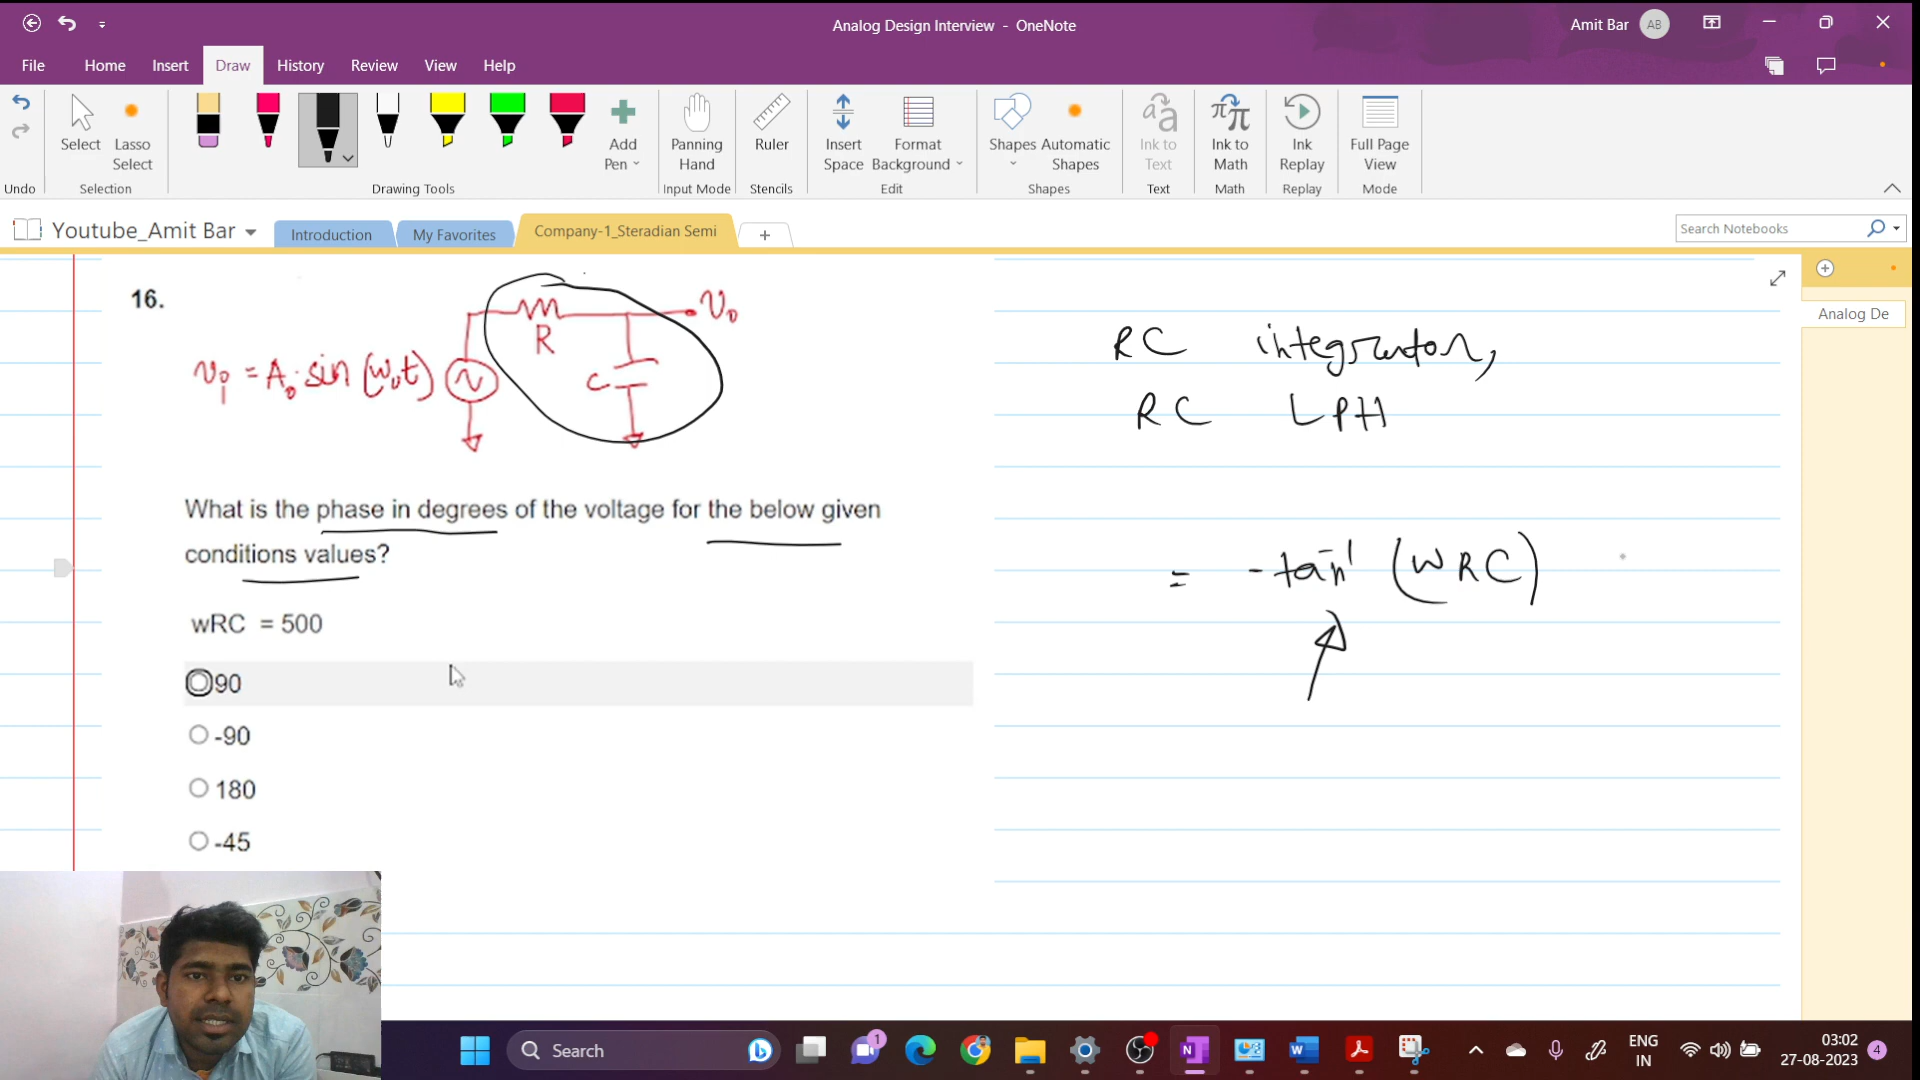 Analog Design Interview - OneNote
Amit Bar AB
File Home Insert Draw History Review View Help
Select Lasso Select
Add Pen
Panning Hand
Ruler
Insert Space
Format Background
Shapes Automatic Shapes
Ink to Text
Ink to Math
Ink Replay
Full Page View
Undo Selection Drawing Tools Input Mode Stencils Edit Shapes Text Math Replay Mode
Youtube_Amit Bar Introduction My Favorites Company-1_Steradian Semi +
Search Notebooks
Analog De
16.
R
C
v₀
vᵢ = A₀.sin (w₀t)
What is the phase in degrees of the voltage for the below given
conditions values?
wRC = 500
90
-90
180
-45
RC integrator,
RC LPH
= -tan⁻¹ (WRC)
Search
1
ENG
IN
03:02
27-08-2023
4